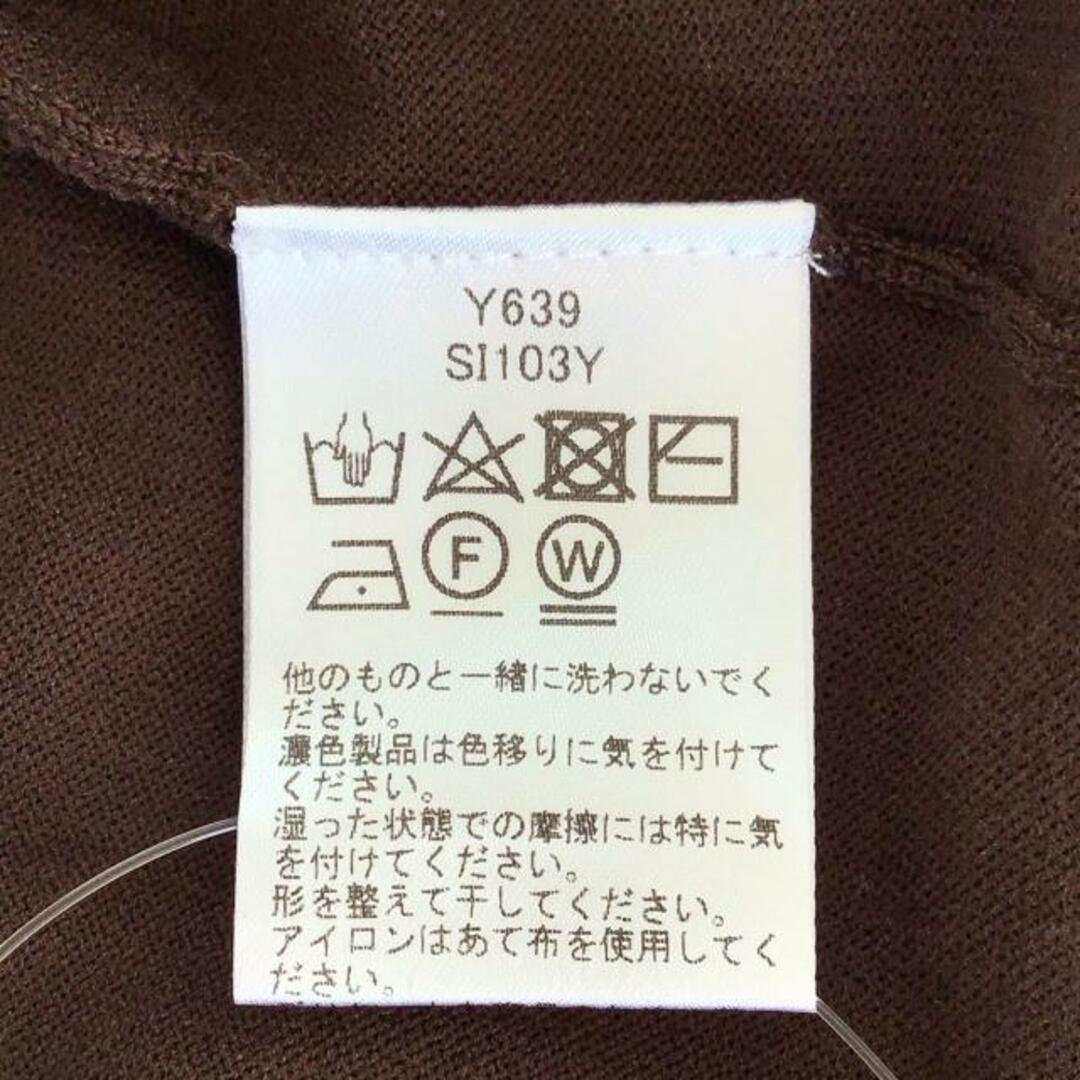 Y639
SI103Y
F W
他のものと一緒に洗わないでく
ださい。
濃色製品は色移りに気を付けて
ください。
湿った状態での摩擦には特に気
を付けてください。
形を整えて干してください。
アイロンはあて布を使用してく
ださい。